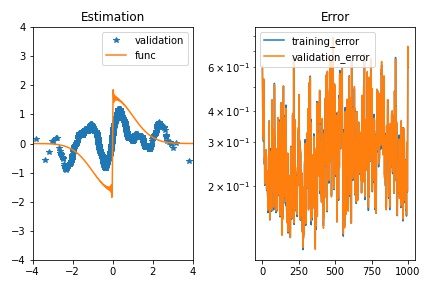 Estimation
validation
func
4
3
2
1
0
−1
−2
−3
−4
−4
−2
0
2
4
Error
training_error
validation_error
6 × 10⁻¹
4 × 10⁻¹
3 × 10⁻¹
2 × 10⁻¹
0
250
500
750
1000